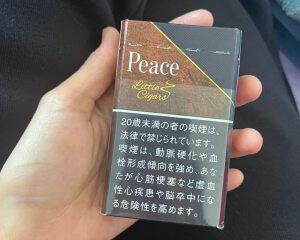 Peace
Little
Cigars
20歳未満の者の喫煙は、
法律で禁じられています。
喫煙は、動脈硬化や血
栓形成傾向を強め、あな
たが心筋梗塞など虚血
性心疾患や脳卒中にな
る危険性を高めます。